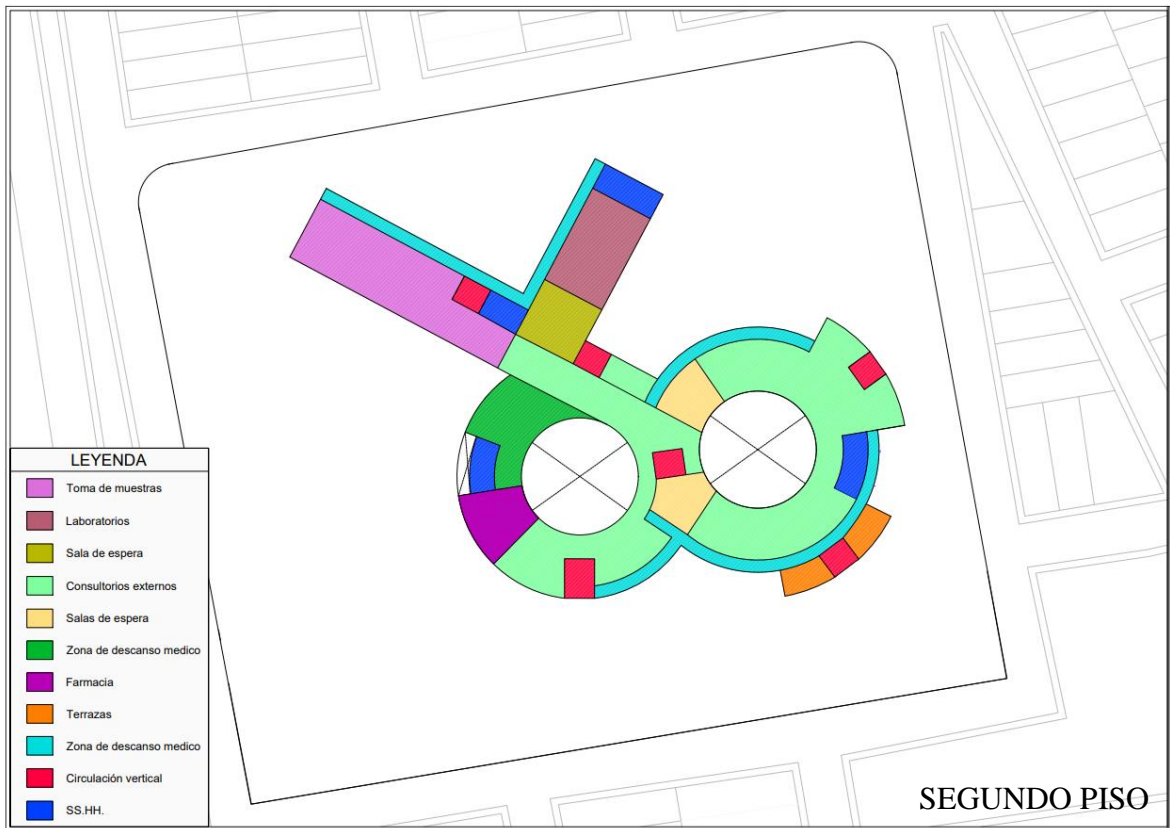 LEYENDA
Toma de muestras
Laboratorios
Sala de espera
Consultorios externos
Salas de espera
Zona de descanso medico
Farmacia
Terrazas
Zona de descanso medico
Circulación vertical
SS.HH.
SEGUNDO PISO